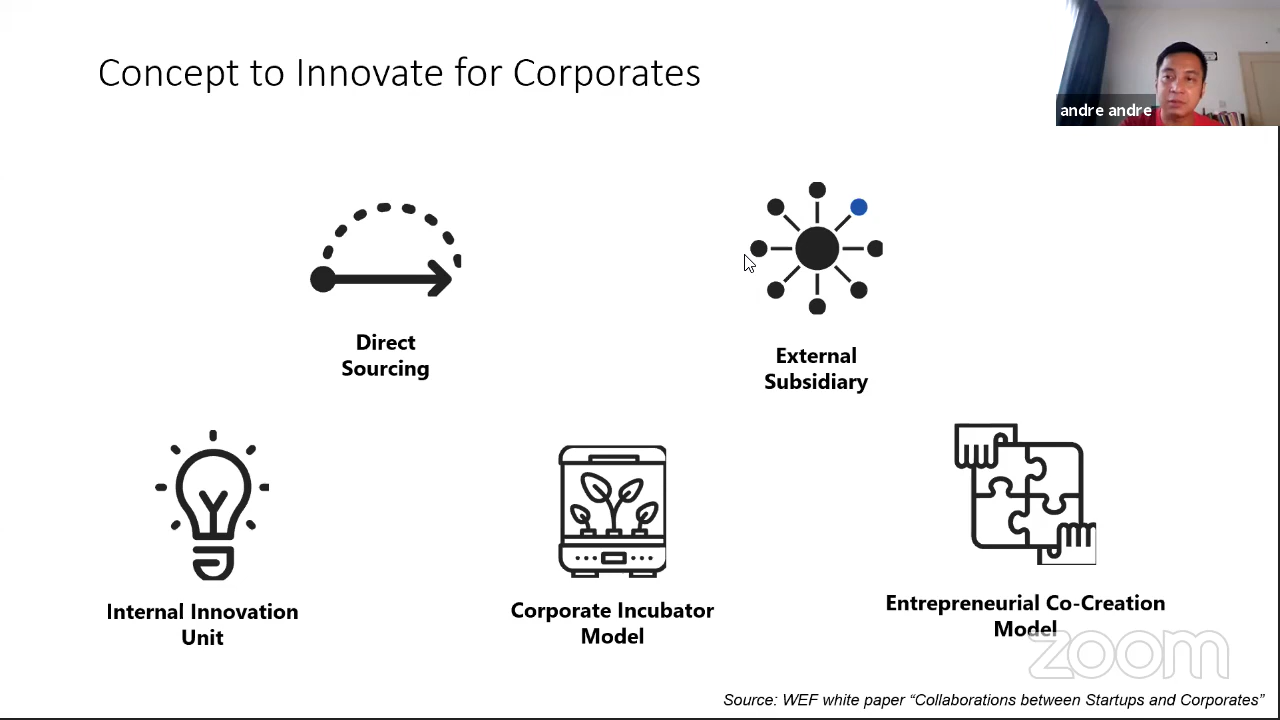 Concept to Innovate for Corporates
andre andre
Direct
Sourcing
External
Subsidiary
Internal Innovation
Unit
Corporate Incubator
Model
Entrepreneurial Co-Creation
Model
zoom
Source: WEF white paper “Collaborations between Startups and Corporates”